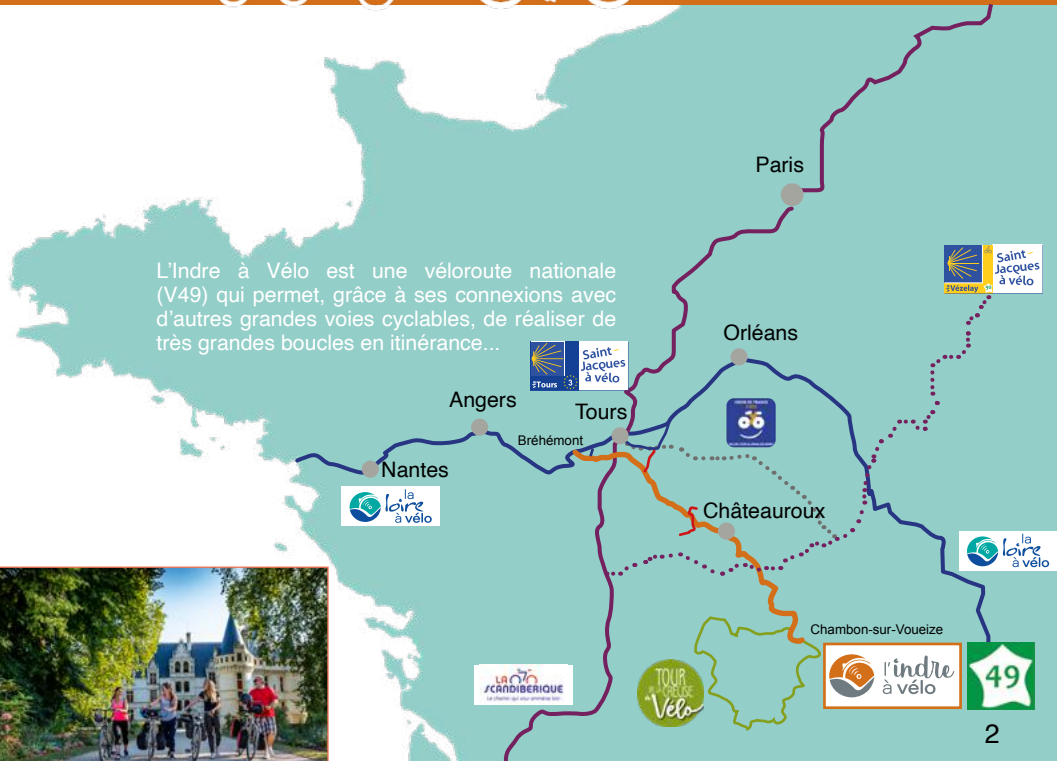 Paris
L'Indre à Vélo est une véloroute nationale
(V49) qui permet, grâce à ses connexions avec
d'autres grandes voies cyclables, de réaliser de
très grandes boucles en itinérance...
Saint
Jacques
à vélo
Vézelay
Orléans
Saint
Jacques
à vélo
Tours 3
Angers
Tours
Bréhémont
Nantes
la
loire
à vélo
Châteauroux
la
loire
à vélo
Chambon-sur-Voueize
l'indre
à vélo
49
LA
SCANDIBERIQUE
TOUR
CREUSE
Vélo
2